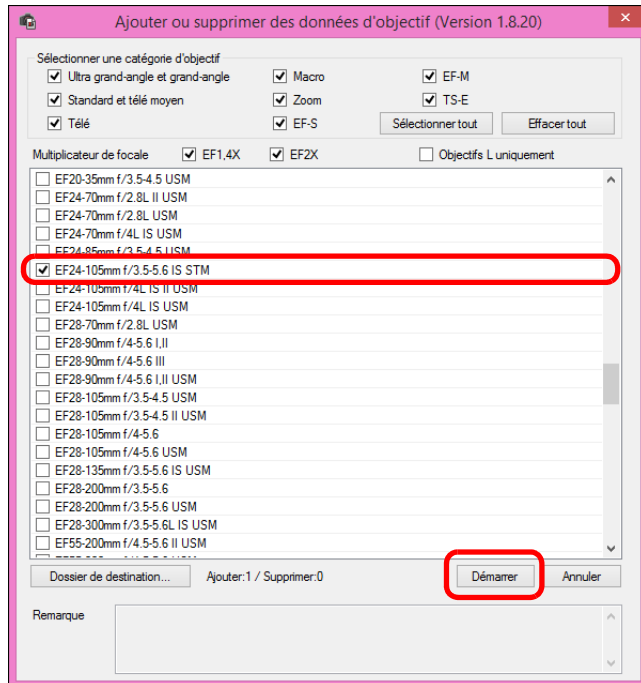 Ajouter ou supprimer des données d'objectif (Version 1.8.20)
Sélectionner une catégorie d'objectif
Ultra grand-angle et grand-angle Macro EF-M
Standard et télé moyen Zoom TS-E
Télé EF-S Sélectionner tout Effacer tout
Multiplicateur de focale EF1,4X EF2X Objectifs L uniquement
EF20-35mm f/3.5-4.5 USM
EF24-70mm f/2.8L II USM
EF24-70mm f/2.8L USM
EF24-70mm f/4L IS USM
EF24-85mm f/3.5-4.5 USM
EF24-105mm f/3.5-5.6 IS STM
EF24-105mm f/4L IS II USM
EF24-105mm f/4L IS USM
EF28-70mm f/2.8L USM
EF28-90mm f/4-5.6 I,II
EF28-90mm f/4-5.6 III
EF28-90mm f/4-5.6 I,II USM
EF28-105mm f/3.5-4.5 USM
EF28-105mm f/3.5-4.5 II USM
EF28-105mm f/4-5.6
EF28-105mm f/4-5.6 USM
EF28-135mm f/3.5-5.6 IS USM
EF28-200mm f/3.5-5.6
EF28-200mm f/3.5-5.6 USM
EF28-300mm f/3.5-5.6L IS USM
EF55-200mm f/4.5-5.6 II USM
Dossier de destination... Ajouter:1 / Supprimer:0 Démarrer Annuler
Remarque